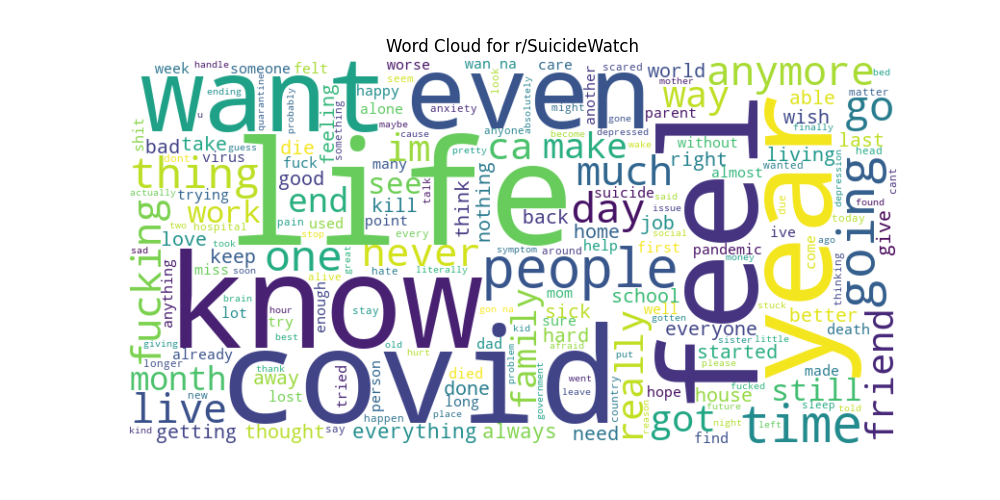 Word Cloud for r/SuicideWatch
week handle someone felt worse wan na care scared world anymore bed
want even
ending quarantine probably feeling something happy seem look absolutely might another mother way able matter go
u alone anxiety gone parent wish finally
shit bad take guess die im cause maybe anyone become depressed wake without living last
dont virus fuck many pretty ca make much right almost wanted depression head cant
thing life feel year
actually trying good see talk think nothing suicide said due today found
two hospital work end kill back day job issue ive going give
fucking love pain used point home social pandemic come ago
sad took stop every never symptom around help first money thinking
anything keep one great hate literally people
miss soon alive mom school stuck
know
brain lot hour enough stay gon na sick gotten well better friend
giving try best kid sure everyone sister little death
already old hurt dad family hard afraid started please
longer thank covid problem government went put hope house fucked made still
month away lost tried person died done leave country future sleep told
new live happen place long really reason got night left time
kind getting thought say everything always need find